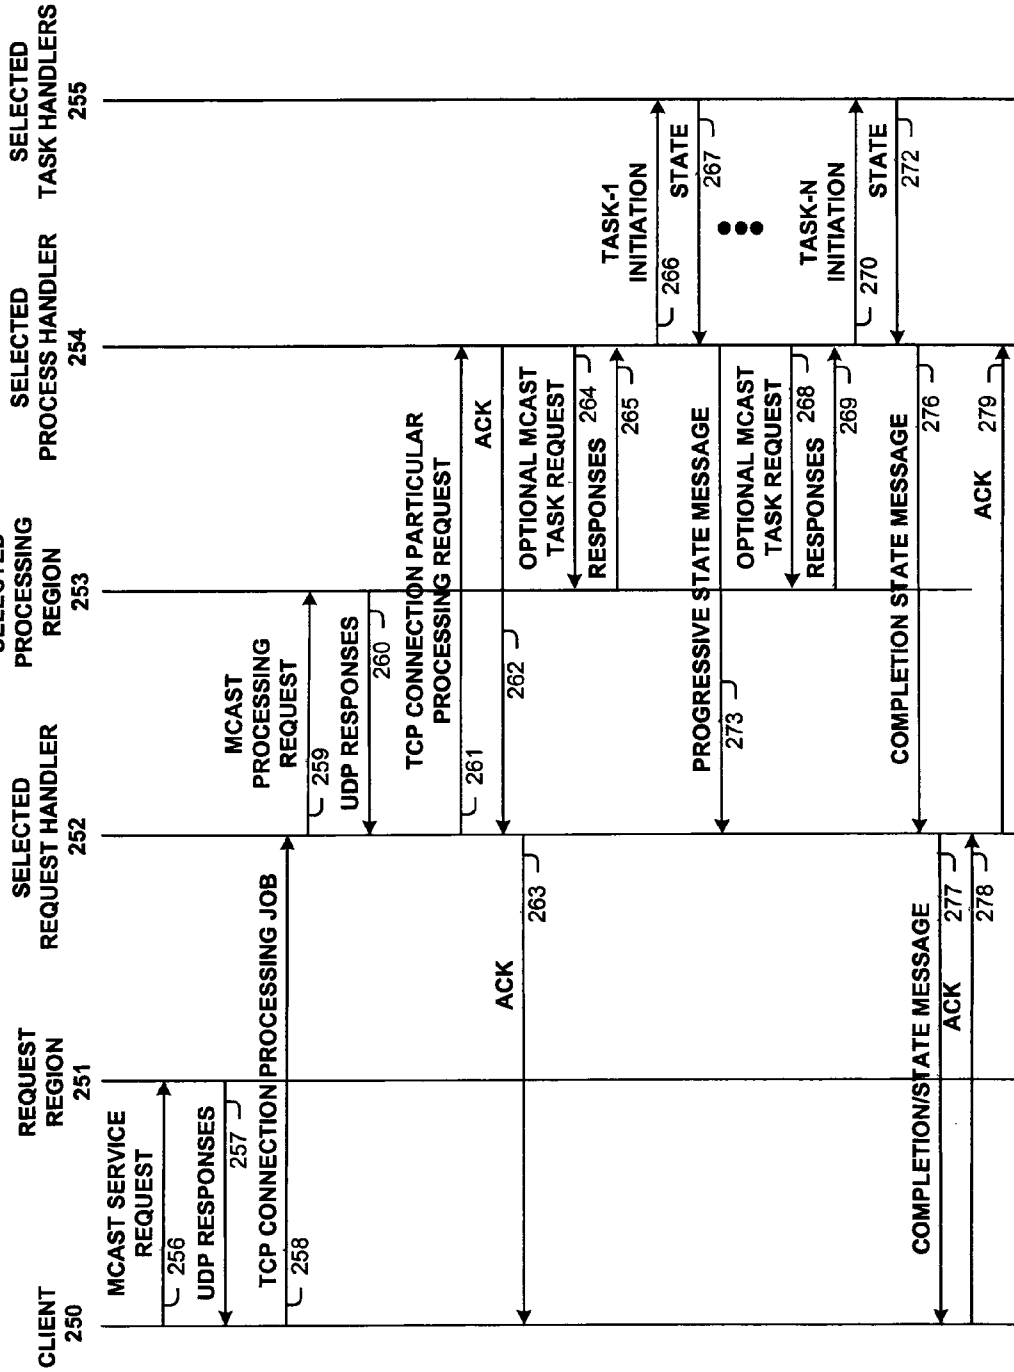 CLIENT
250
REQUEST
REGION
251
SELECTED
REQUEST HANDLER
252
SELECTED
PROCESSING
REGION
253
SELECTED
PROCESS HANDLER
254
SELECTED
TASK HANDLERS
255
MCAST SERVICE
REQUEST
256
UDP RESPONSES
257
TCP CONNECTION PROCESSING JOB
258
MCAST
PROCESSING
REQUEST
259
UDP RESPONSES
260
TCP CONNECTION PARTICULAR
PROCESSING REQUEST
261
ACK
262
ACK
263
OPTIONAL MCAST
TASK REQUEST
264
RESPONSES
265
TASK-1
INITIATION
266
STATE
267
PROGRESSIVE STATE MESSAGE
273
OPTIONAL MCAST
TASK REQUEST
268
RESPONSES
269
TASK-N
INITIATION
270
STATE
272
COMPLETION STATE MESSAGE
276
COMPLETION/STATE MESSAGE
277
ACK
278
ACK
279